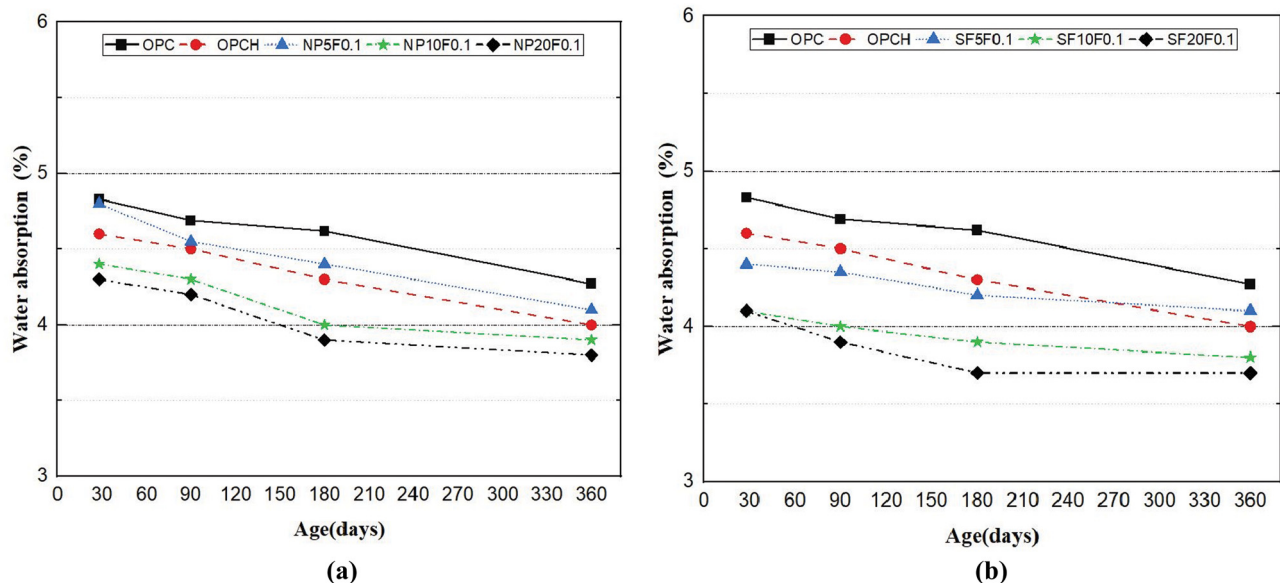 6
OPC OPCH NP5F0.1 NP10F0.1 NP20F0.1
5
4
3
Water absorption (%)
0 30 60 90 120 150 180 210 240 270 300 330 360
Age(days)
(a)
6
OPC OPCH SF5F0.1 SF10F0.1 SF20F0.1
5
4
3
Water absorption (%)
0 30 60 90 120 150 180 210 240 270 300 330 360
Age(days)
(b)